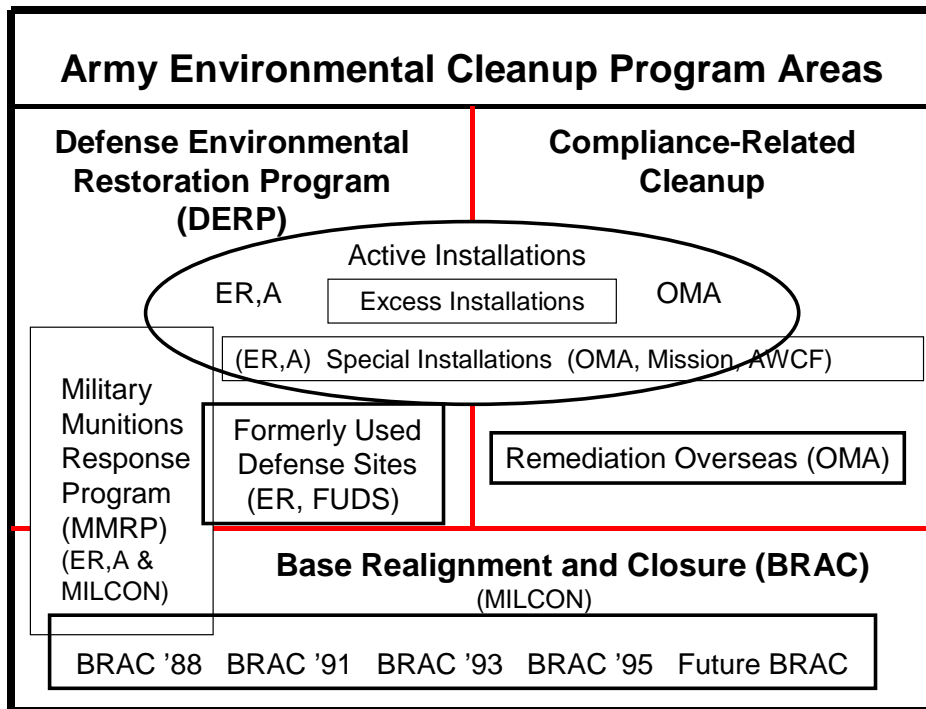 Army Environmental Cleanup Program Areas
Defense Environmental
Restoration Program
(DERP)
Compliance-Related
Cleanup
Active Installations
ER,A
Excess Installations
OMA
(ER,A) Special Installations (OMA, Mission, AWCF)
Military
Munitions
Response
Program
(MMRP)
(ER,A &
MILCON)
Formerly Used
Defense Sites
(ER, FUDS)
Remediation Overseas (OMA)
Base Realignment and Closure (BRAC)
(MILCON)
BRAC '88 BRAC '91 BRAC '93 BRAC '95 Future BRAC